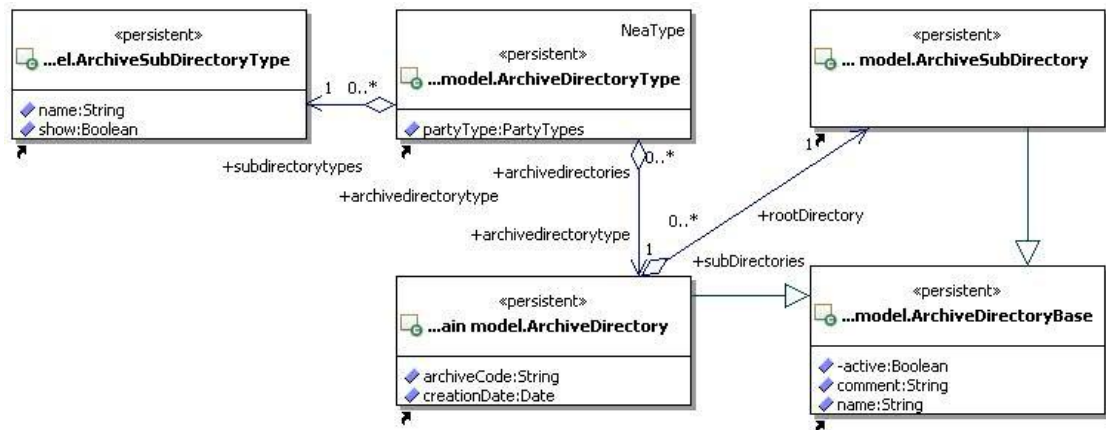 «persistent»
...el.ArchiveSubDirectoryType
name:String
show:Boolean
NeaType
«persistent»
...model.ArchiveDirectoryType
partyType:PartyTypes
«persistent»
... model.ArchiveSubDirectory
1
0..*
+subdirectorytypes
+archivedirectorytype
0..*
+archivedirectories
+archivedirectorytype
1
1
0..*
+rootDirectory
+subDirectories
«persistent»
...ain model.ArchiveDirectory
archiveCode:String
creationDate:Date
«persistent»
...model.ArchiveDirectoryBase
-active:Boolean
comment:String
name:String